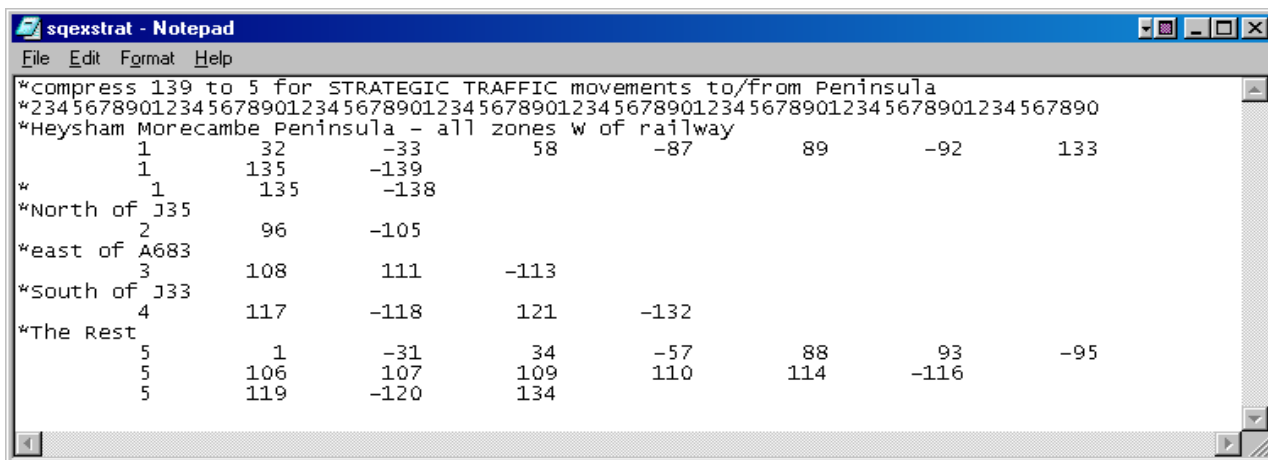 sqexstrat - Notepad
File Edit Format Help
*compress 139 to 5 for STRATEGIC TRAFFIC movements to/from Peninsula
*23456789012345678901234567890123456789012345678901234567890123456789012345678901234567890
*Heysham Morecambe Peninsula - all zones W of railway
1 32 -33 58 -87 89 -92 133
1 135 -139
* 1 135 -138
*North of J35
2 96 -105
*east of A683
3 108 111 -113
*South of J33
4 117 -118 121 -132
*The Rest
5 1 -31 34 -57 88 93 -95
5 106 107 109 110 114 -116
5 119 -120 134